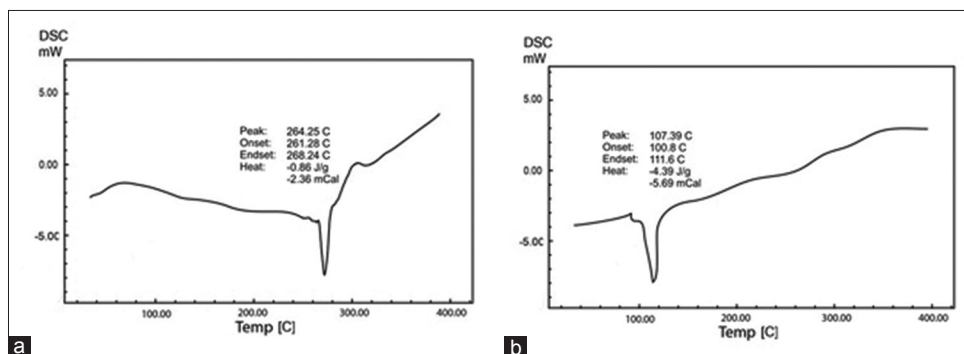 DSC
mW
5.00
0.00
-5.00
Peak: 264.25 C
Onset: 261.28 C
Endset: 268.24 C
Heat: -0.86 J/g
-2.36 mCal
100.00 200.00 300.00 400.00
Temp [C]
a
DSC
mW
5.00
0.00
-5.00
Peak: 107.39 C
Onset: 100.8 C
Endset: 111.6 C
Heat: -4.39 J/g
-5.69 mCal
100.00 200.00 300.00 400.00
Temp [C]
b